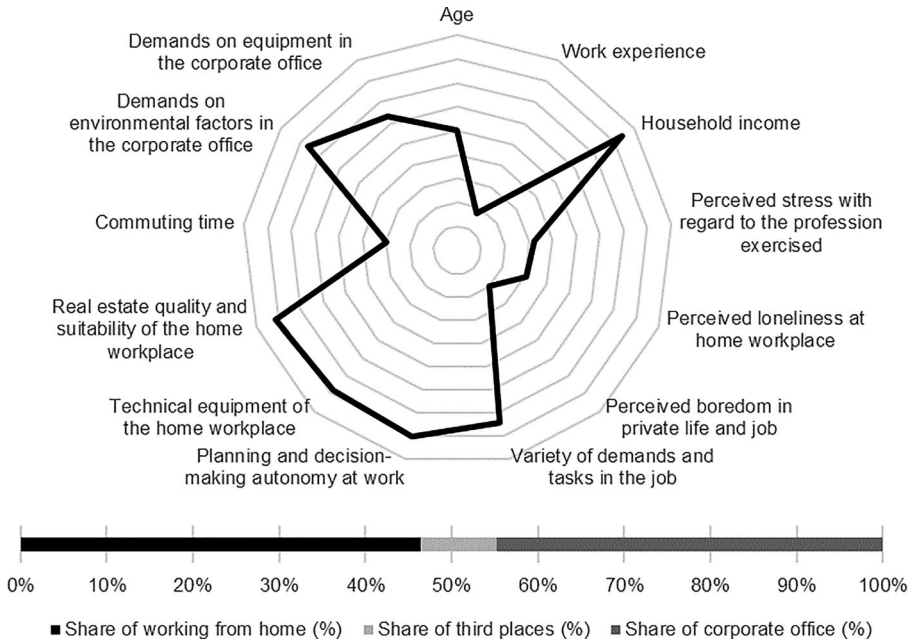 Age
Work experience
Household income
Perceived stress with
regard to the profession
exercised
Perceived loneliness at
home workplace
Perceived boredom in
private life and job
Variety of demands and
tasks in the job
Planning and decision-
making autonomy at work
Technical equipment of
the home workplace
Real estate quality and
suitability of the home
workplace
Commuting time
Demands on
environmental factors in
the corporate office
Demands on equipment in
the corporate office
0% 10% 20% 30% 40% 50% 60% 70% 80% 90% 100%
Share of working from home (%) Share of third places (%) Share of corporate office (%)